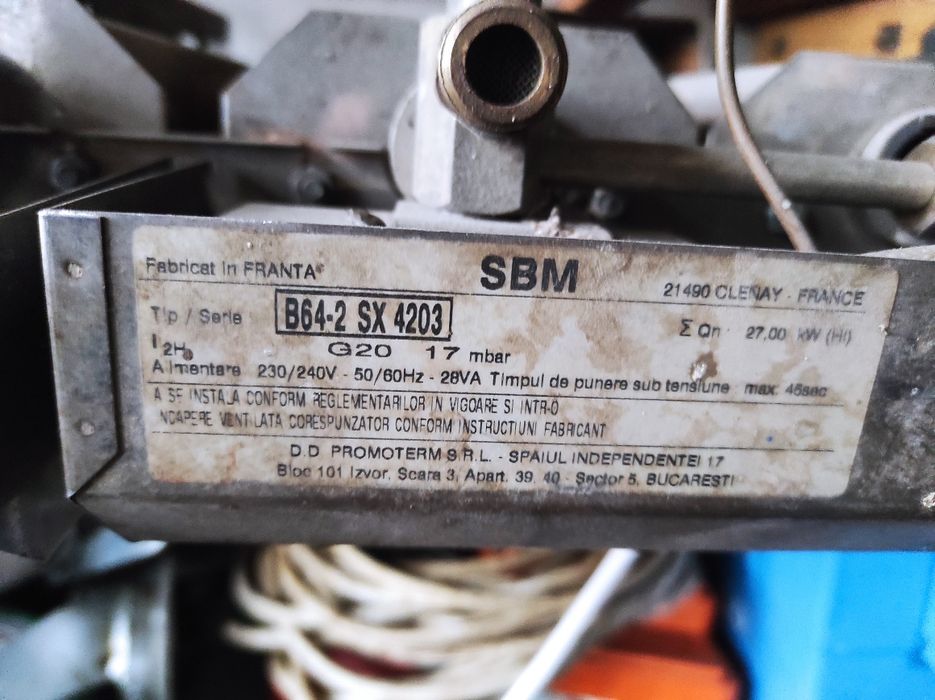 Fabricat in FRANTA SBM 21490 CLENAY - FRANCE
Tip / Serie B64-2 SX 4203 Σ Qn 27,00 kW (Hi)
I 2H G20 17 mbar
Alimentare 230/240V - 50/60Hz - 28VA Timpul de punere sub tensiune max. 45sec
A SE INSTALA CONFORM REGLEMENTARILOR IN VIGOARE SI INTR-O
INCAPERE VENTILATA CORESPUNZATOR CONFORM INSTRUCTIUNI FABRICANT
D.D PROMOTERM S.R.L. - SPAIUL INDEPENDENTEI 17
Bloc 101 Izvor, Scara 3, Apart. 39, 40 - Sector 5, BUCARESTI